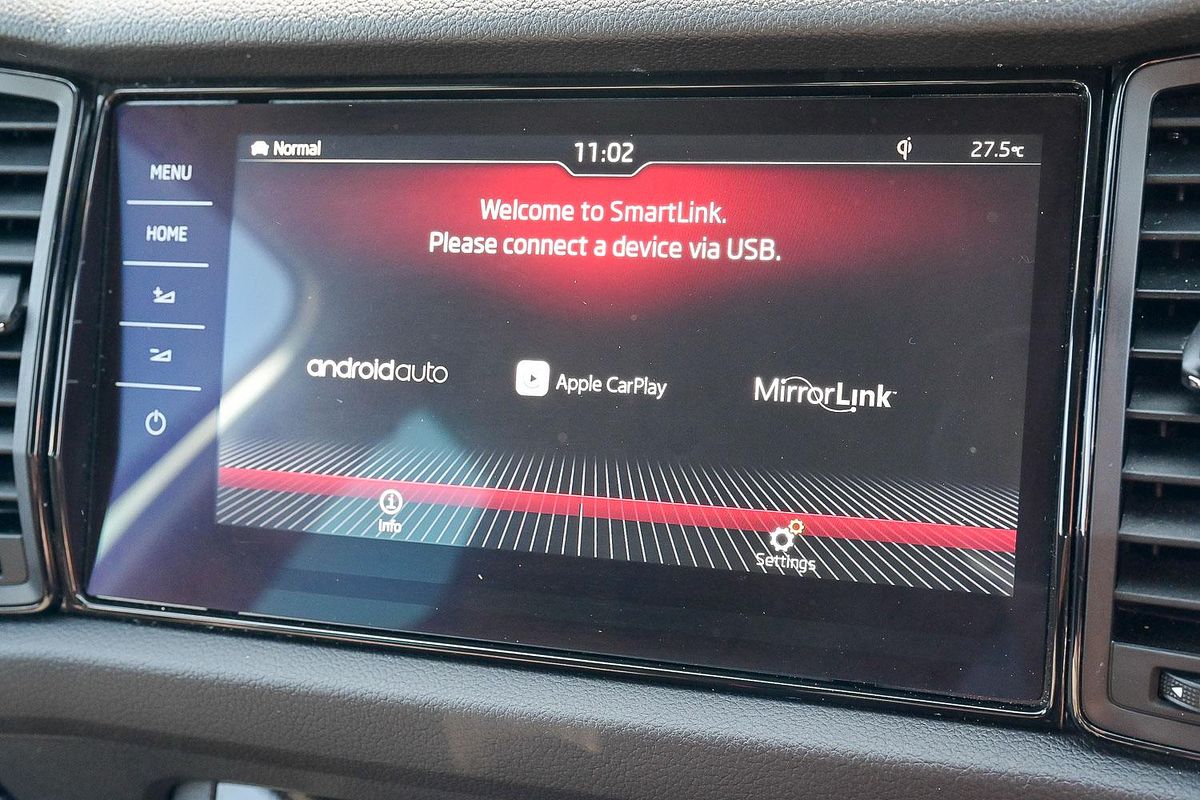 MENU
HOME
Normal
11:02
27.5°C
Welcome to SmartLink.
Please connect a device via USB.
androidauto
Apple CarPlay
MirrorLink™
Info
Settings